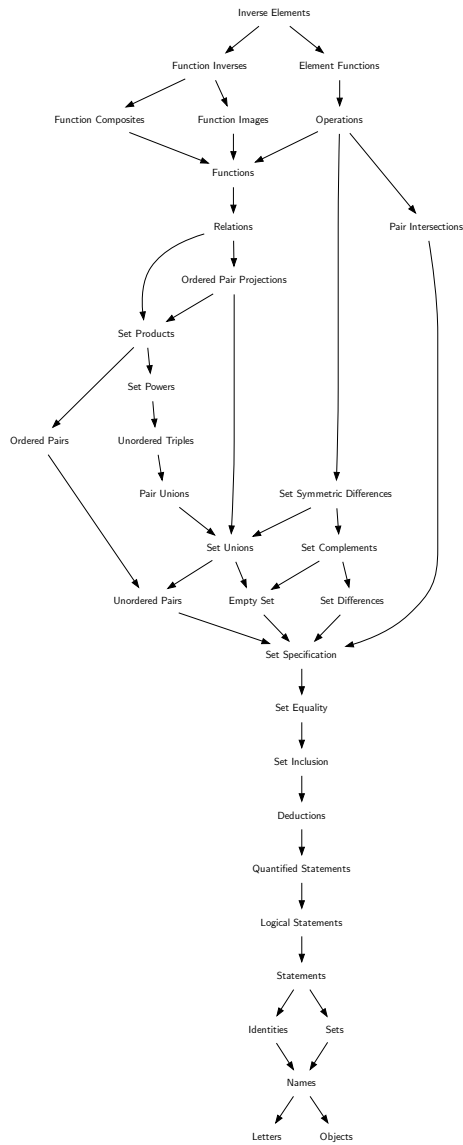 Inverse Elements
Function Inverses
Element Functions
Function Composites
Function Images
Operations
Functions
Relations
Pair Intersections
Ordered Pair Projections
Set Products
Set Powers
Ordered Pairs
Unordered Triples
Pair Unions
Set Symmetric Differences
Set Unions
Set Complements
Unordered Pairs
Empty Set
Set Differences
Set Specification
Set Equality
Set Inclusion
Deductions
Quantified Statements
Logical Statements
Statements
Identities
Sets
Names
Letters
Objects